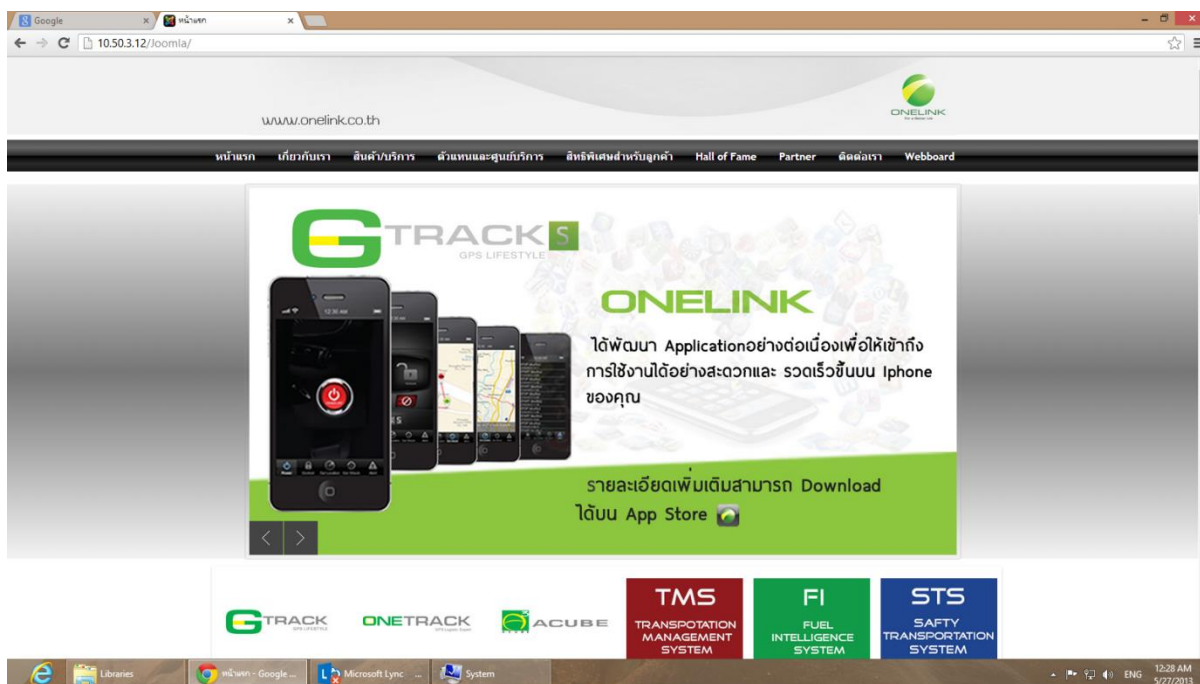 Google
หน้าแรก
10.50.3.12/Joomla/
www.onelink.co.th
ONELINK
หน้าแรก เกี่ยวกับเรา สินค้า/บริการ ตัวแทนและศูนย์บริการ สิทธิพิเศษสำหรับลูกค้า Hall of Fame Partner ติดต่อเรา Webboard
GTRACK S
GPS LIFESTYLE
ONELINK
ได้พัฒนา Applicationอย่างต่อเนื่องเพื่อให้เข้าถึง
การใช้งานได้อย่างสะดวกและ รวดเร็วขึ้นบน Iphone
ของคุณ
รายละเอียดเพิ่มเติมสามารถ Download
ได้บน App Store
GTRACK
GPS LIFESTYLE
ONETRACK
ACUBE
TMS
TRANSPOTATION
MANAGEMENT
SYSTEM
FI
FUEL
INTELLIGENCE
SYSTEM
STS
SAFTY
TRANSPORTATION
SYSTEM
Libraries
หน้าแรก - Google ...
Microsoft Lync ...
System
ENG
12:28 AM
5/27/2013